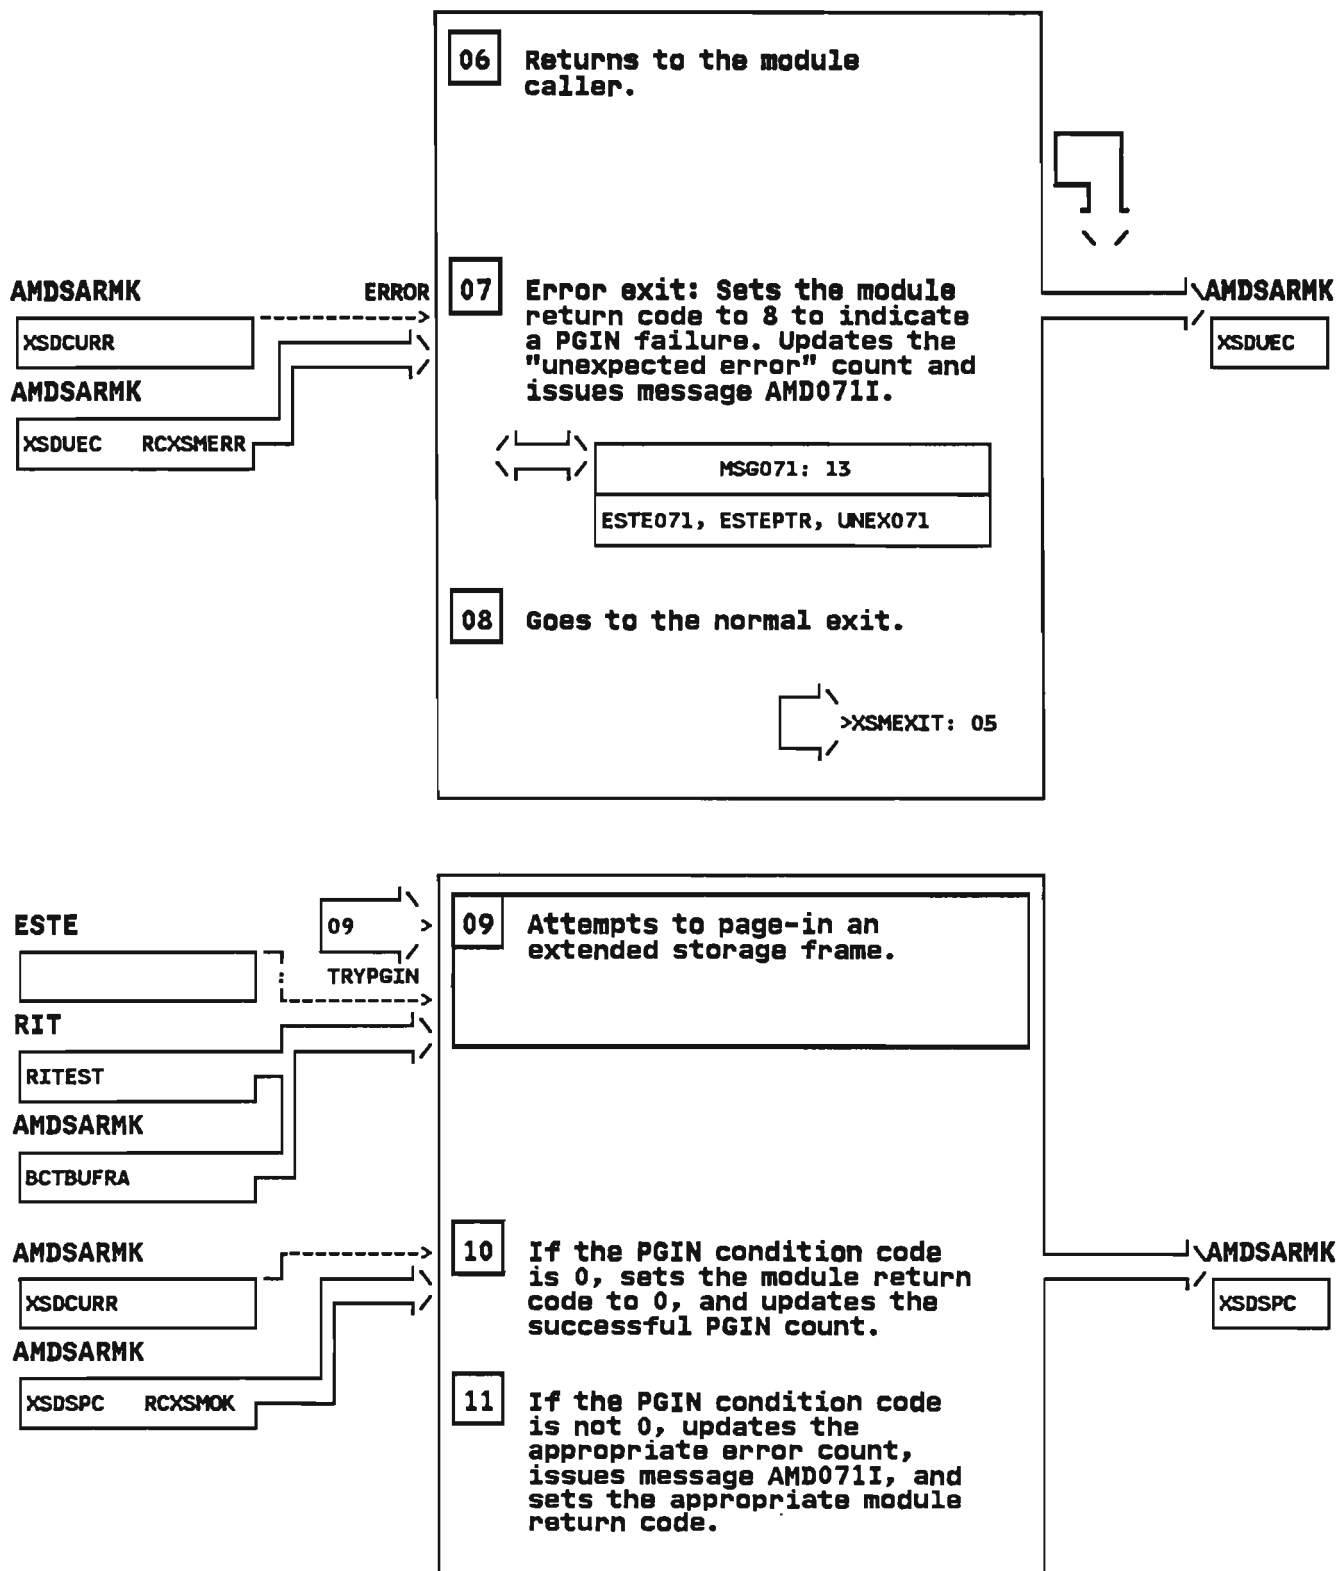 06 Returns to the module
caller.
AMDSARMK
ERROR
07 Error exit: Sets the module
return code to 8 to indicate
a PGIN failure. Updates the
"unexpected error" count and
issues message AMD071I.
AMDSARMK
XSDUEC
XSDCURR
AMDSARMK
XSDUEC RCXSMERR
MSG071: 13
ESTE071, ESTEPTR, UNEX071
08 Goes to the normal exit.
>XSMEXIT: 05
ESTE
09
TRYPGIN
09 Attempts to page-in an
extended storage frame.
RIT
RITEST
AMDSARMK
BCTBUFRA
AMDSARMK
XSDCURR
AMDSARMK
XSDSPC RCXSMOK
10 If the PGIN condition code
is 0, sets the module return
code to 0, and updates the
successful PGIN count.
AMDSARMK
XSDSPC
11 If the PGIN condition code
is not 0, updates the
appropriate error count,
issues message AMD071I, and
sets the appropriate module
return code.